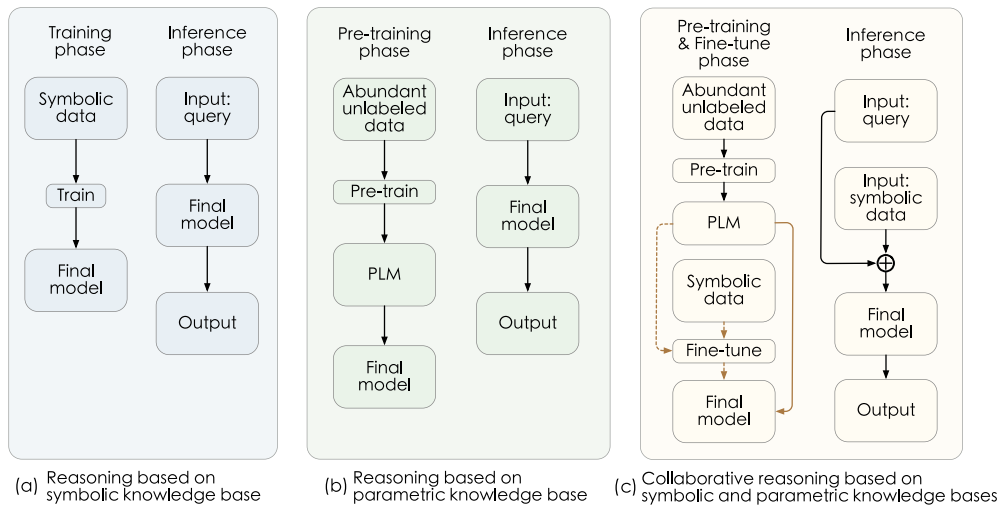 Training
phase
Inference
phase
Symbolic
data
Train
Final
model
Input:
query
Final
model
Output
(a) Reasoning based on
symbolic knowledge base
Pre-training
phase
Inference
phase
Abundant
unlabeled
data
Pre-train
PLM
Final
model
Input:
query
Final
model
Output
(b) Reasoning based on
parametric knowledge base
Pre-training
& Fine-tune
phase
Inference
phase
Abundant
unlabeled
data
Pre-train
PLM
Symbolic
data
Fine-tune
Final
model
Input:
query
Input:
symbolic
data
Final
model
Output
(c) Collaborative reasoning based on
symbolic and parametric knowledge bases